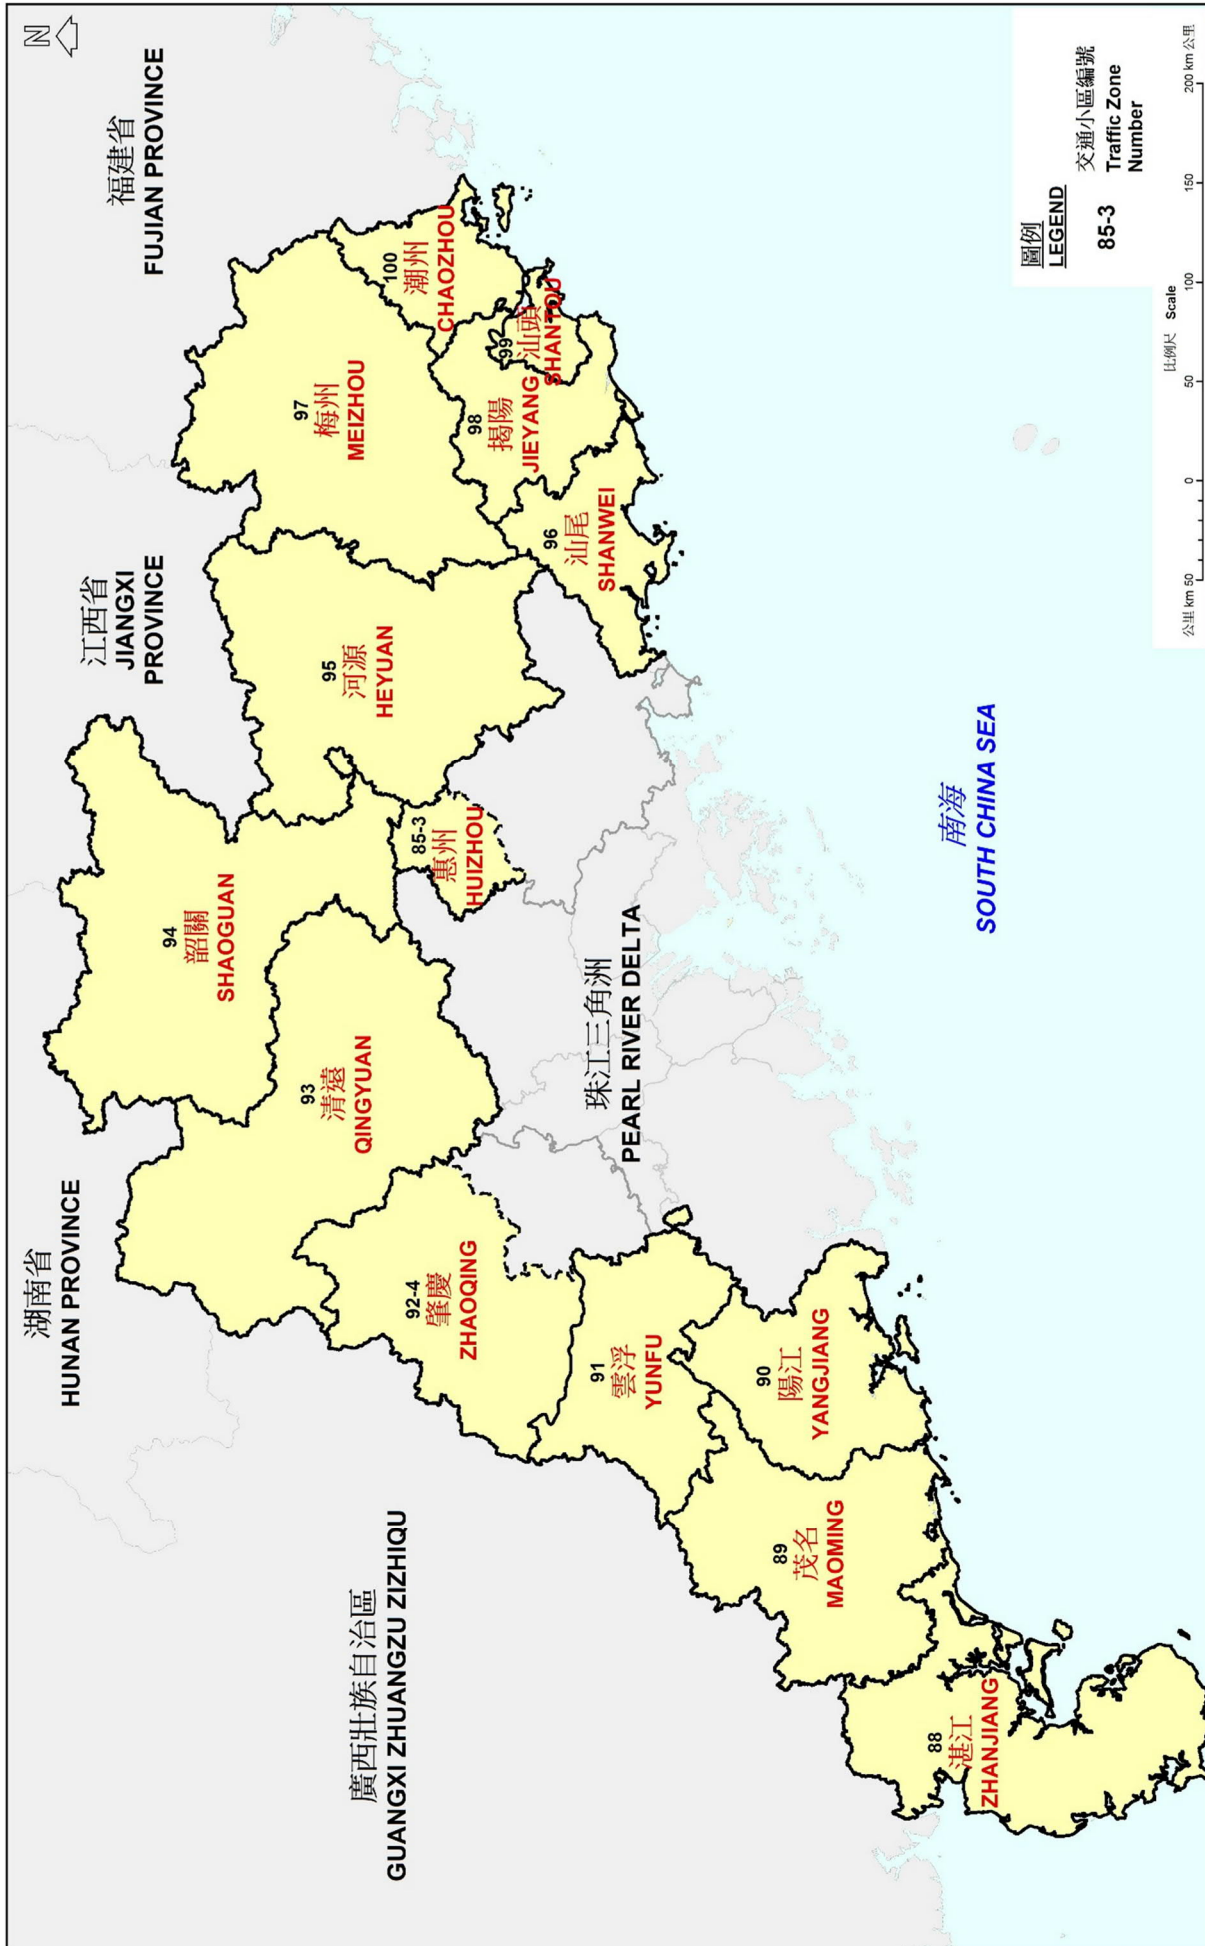 湖南省
HUNAN PROVINCE
江西省
JIANGXI
PROVINCE
福建省
FUJIAN PROVINCE
N
廣西壯族自治區
GUANGXI ZHUANGZU ZIZHIQU
94
韶關
SHAOGUAN
93
清遠
QINGYUAN
95
河源
HEYUAN
97
梅州
MEIZHOU
100
潮州
CHAOZHOU
92-4
肇慶
ZHAOQING
85-3
惠州
HUIZHOU
98
揭陽
JIEYANG
99
汕頭
SHANTOU
96
汕尾
SHANWEI
91
雲浮
YUNFU
珠江三角洲
PEARL RIVER DELTA
90
陽江
YANGJIANG
89
茂名
MAOMING
88
湛江
ZHANJIANG
南海
SOUTH CHINA SEA
圖例
LEGEND
85-3
交通小區編號
Traffic Zone
Number
比例尺 Scale
公里 km 50 0 50 100 150 200 km 公里